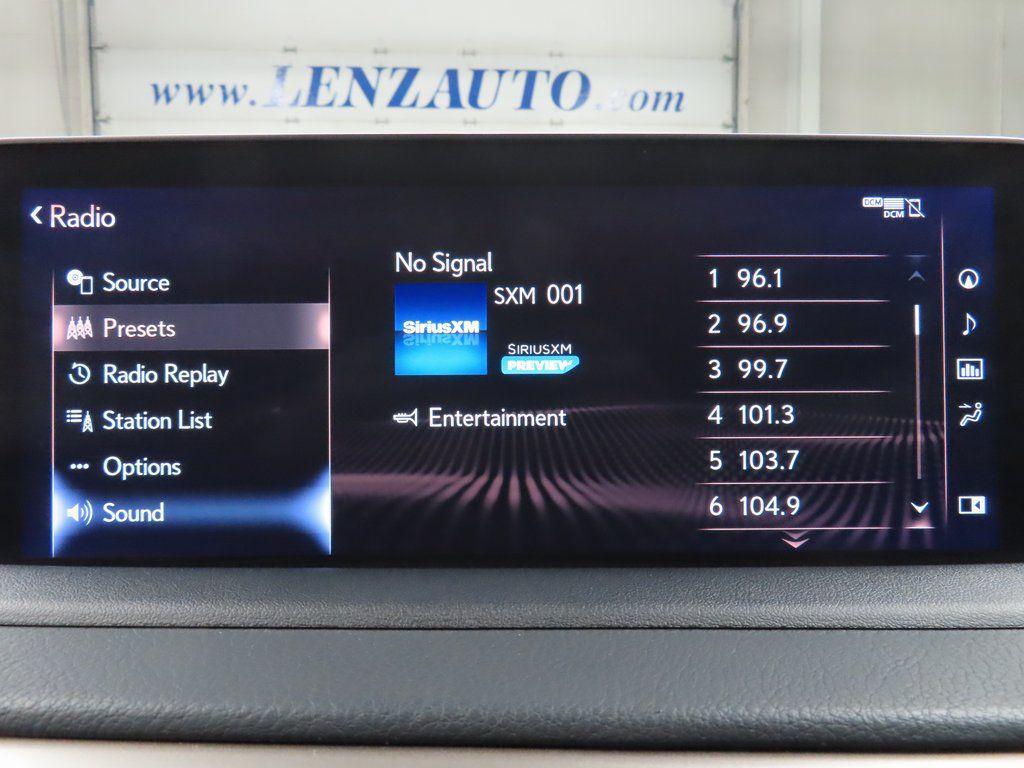 www.LENZAUTO.com
Radio
DCM
DCM
Source
Presets
Radio Replay
Station List
Options
Sound
No Signal
SXM 001
SiriusXM
SIRIUSXM
PREVIEW
Entertainment
1 96.1
2 96.9
3 99.7
4 101.3
5 103.7
6 104.9